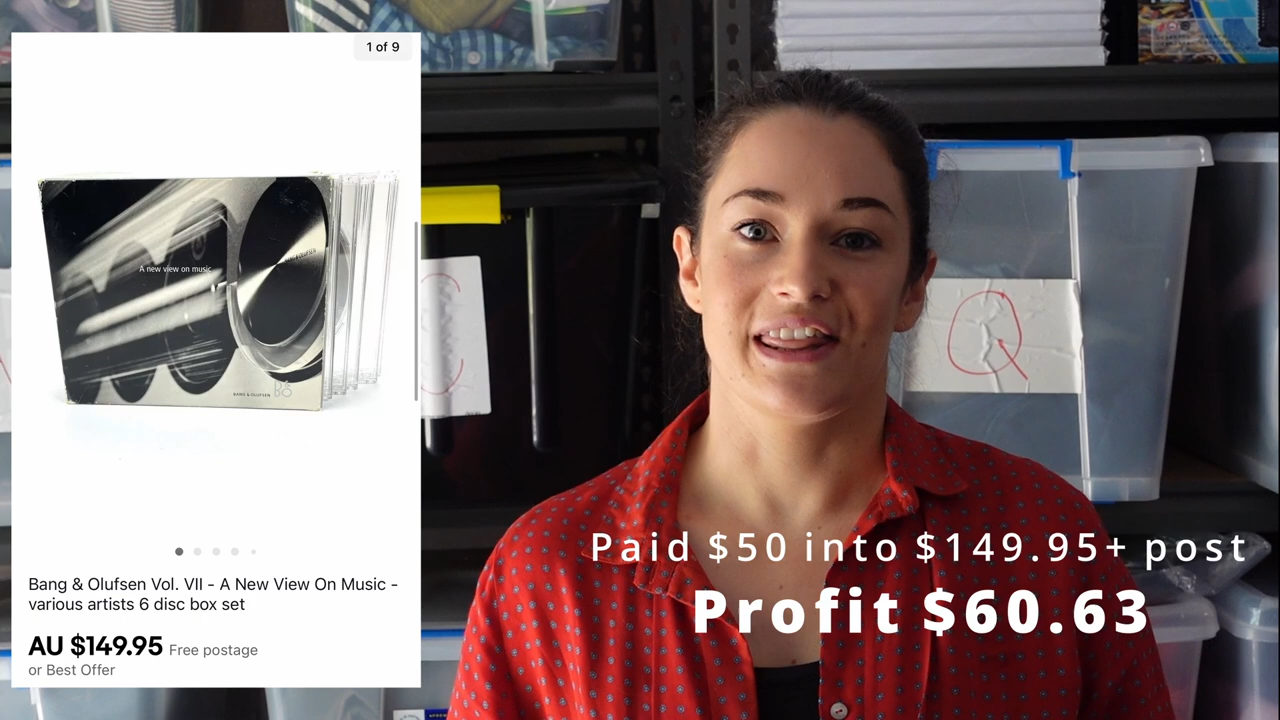 1 of 9
A new view on music
BANG & OLUFSEN B&O
Bang & Olufsen Vol. VII - A New View On Music -
various artists 6 disc box set
AU $149.95 Free postage
or Best Offer
C
Q
Paid $50 into $149.95+ post
Profit $60.63